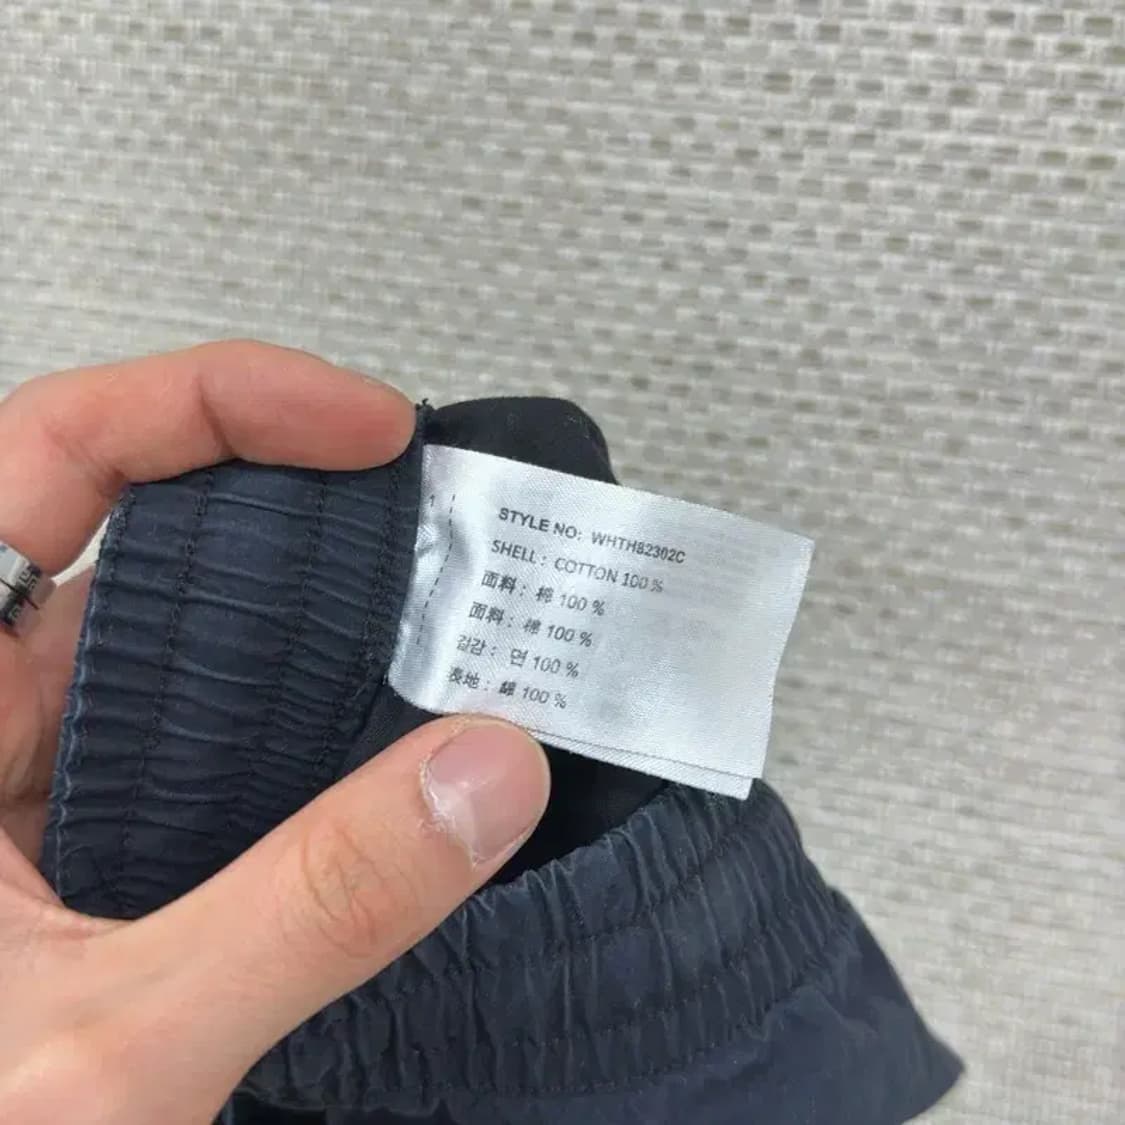 1
STYLE NO: WHTH82302C
SHELL: COTTON 100 %
面料: 棉 100 %
面料: 棉 100 %
겉감: 면 100 %
表地: 綿 100 %